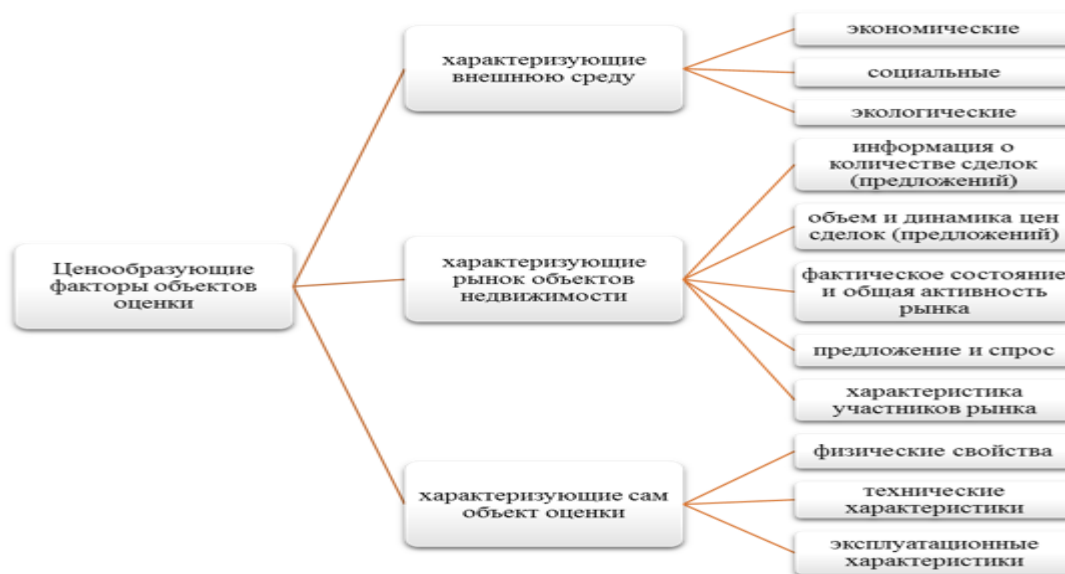 Ценообразующие
факторы объектов
оценки
характеризующие
внешнюю среду
экономические
социальные
экологические
характеризующие
рынок объектов
недвижимости
информация о
количестве сделок
(предложений)
объем и динамика цен
сделок (предложений)
фактическое состояние
и общая активность
рынка
предложение и спрос
характеристика
участников рынка
характеризующие сам
объект оценки
физические свойства
технические
характеристики
эксплуатационные
характеристики